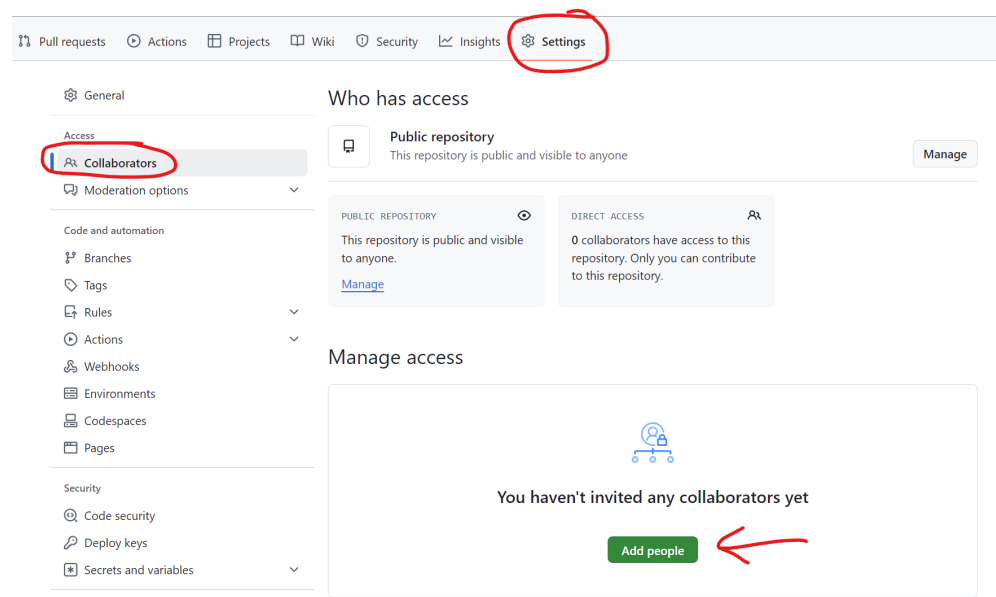 Pull requests Actions Projects Wiki Security Insights Settings
General
Access
Collaborators
Moderation options
Code and automation
Branches
Tags
Rules
Actions
Webhooks
Environments
Codespaces
Pages
Security
Code security
Deploy keys
Secrets and variables
Who has access
Public repository
This repository is public and visible to anyone
Manage
PUBLIC REPOSITORY
This repository is public and visible
to anyone.
Manage
DIRECT ACCESS
0 collaborators have access to this
repository. Only you can contribute
to this repository.
Manage access
You haven't invited any collaborators yet
Add people